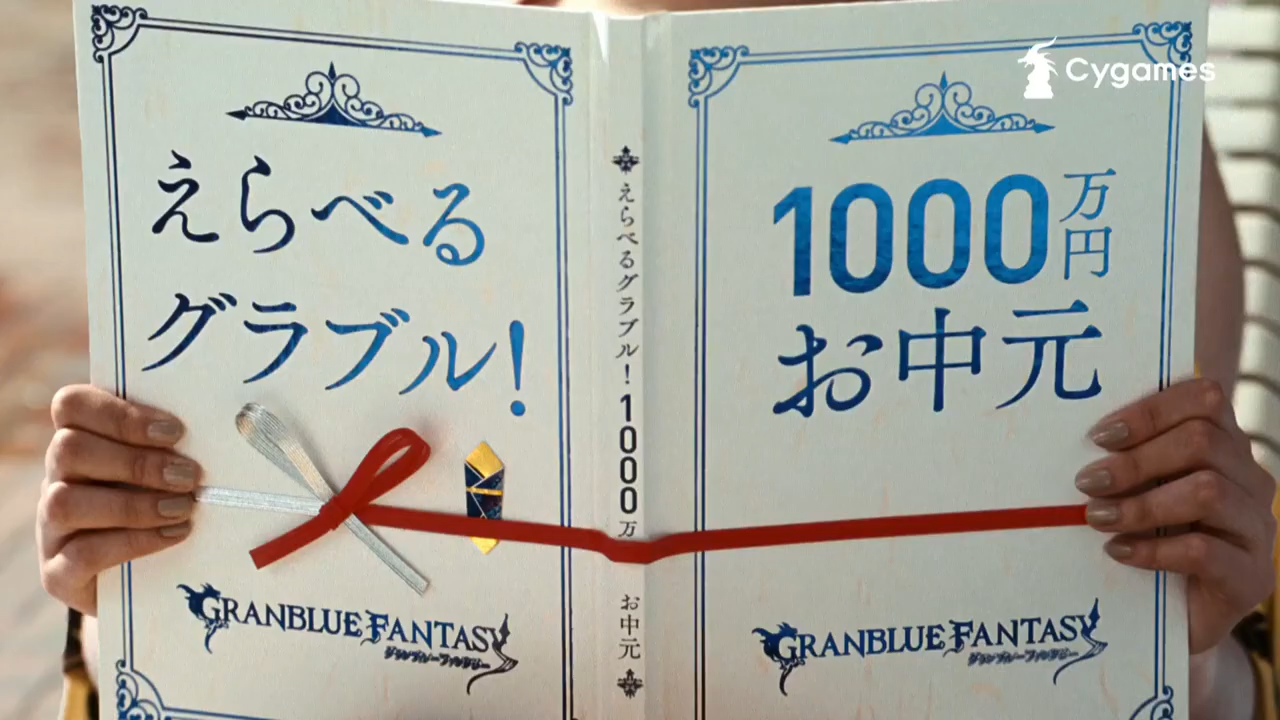 えらべる
グラブル!
GRANBLUE FANTASY
グランブルーファンタジー
えらべるグラブル!1000万
お中元
1000万円
お中元
GRANBLUE FANTASY
グランブルーファンタジー
Cygames